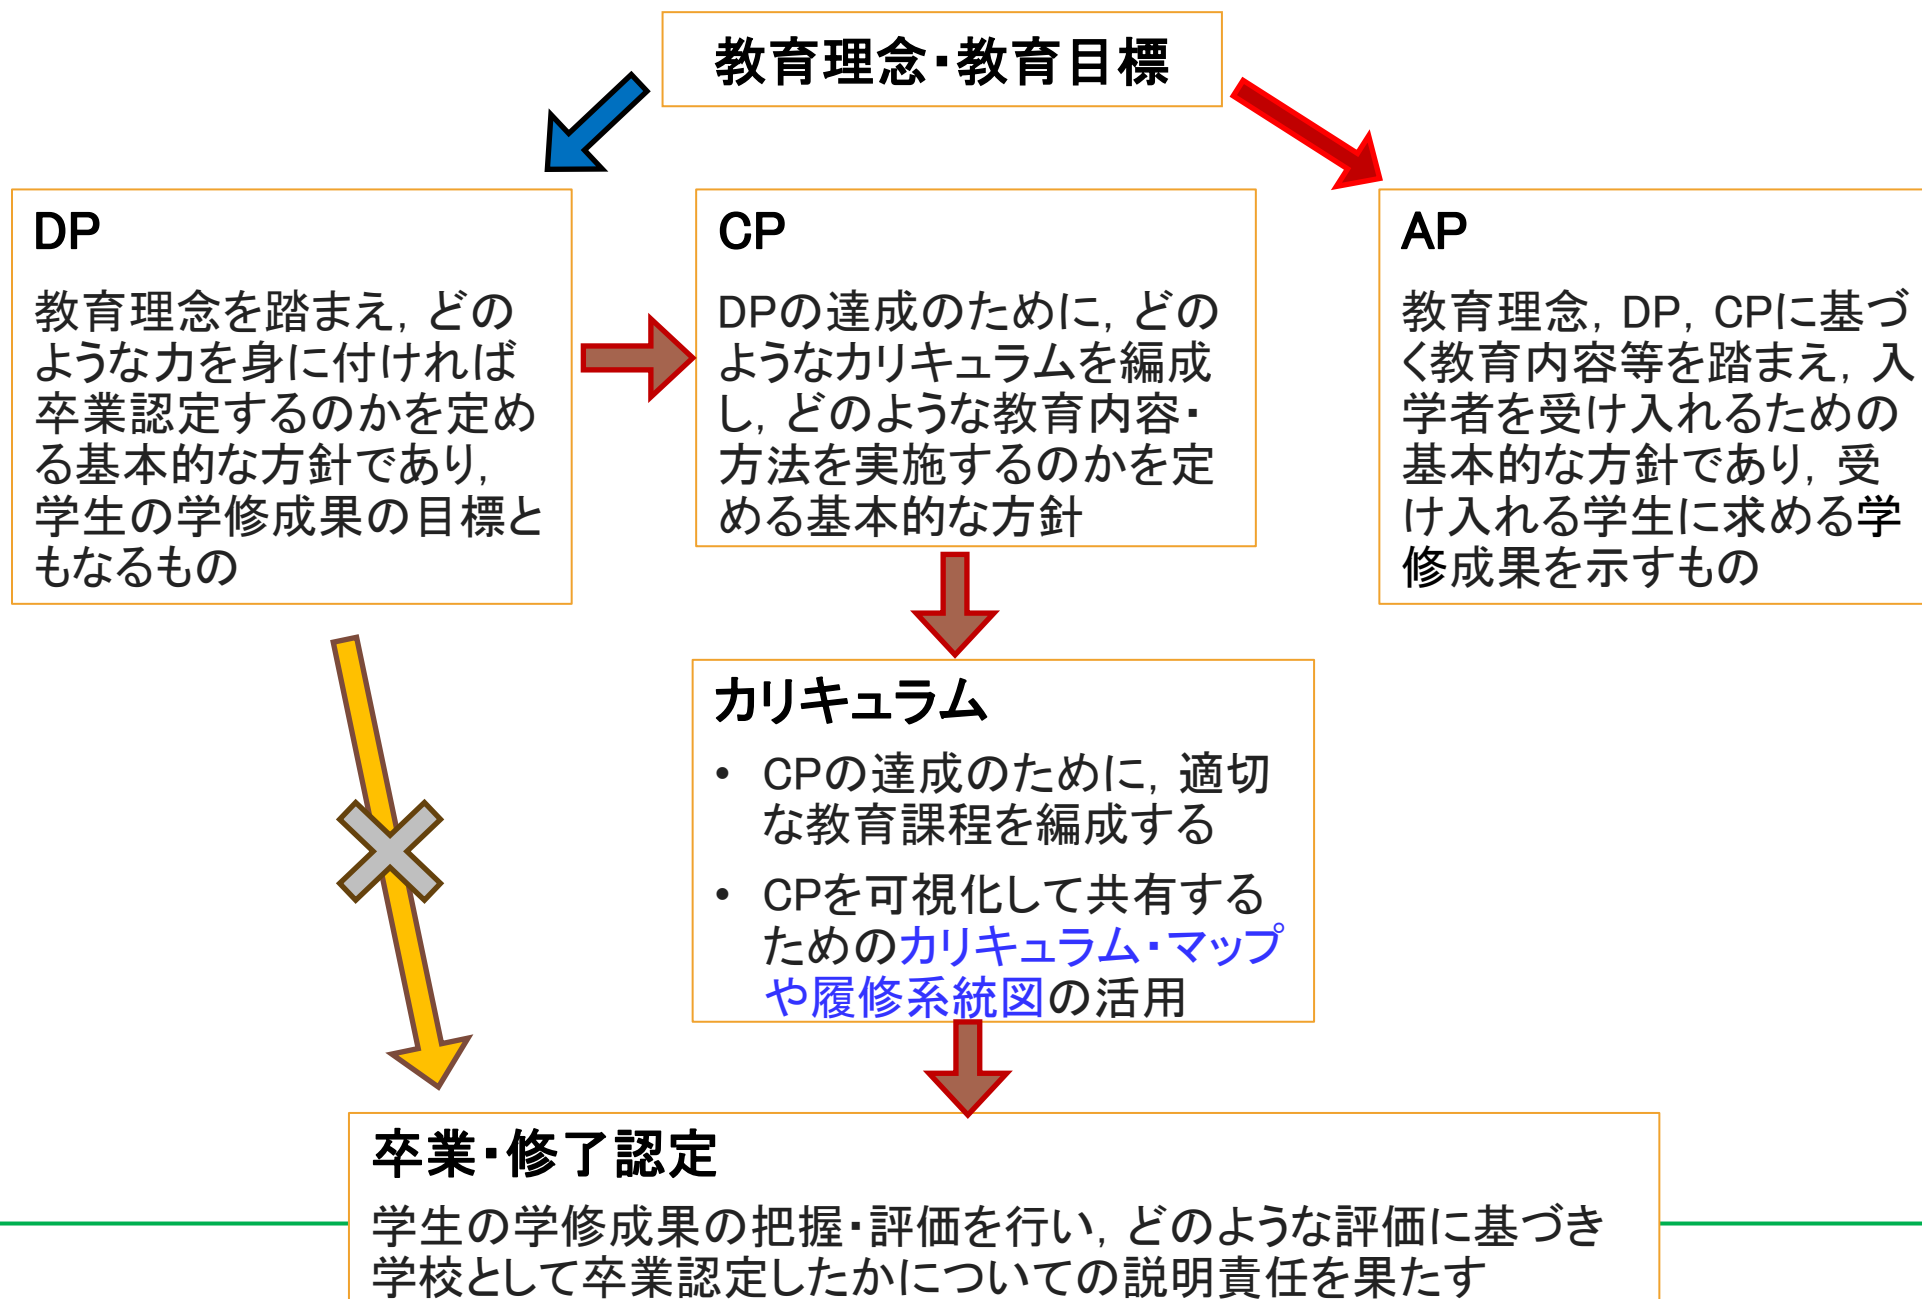 教育理念・教育目標
DP
教育理念を踏まえ，どの
ような力を身に付ければ
卒業認定するのかを定め
る基本的な方針であり，
学生の学修成果の目標と
もなるもの
CP
DPの達成のために，どの
ようなカリキュラムを編成
し，どのような教育内容・
方法を実施するのかを定
める基本的な方針
AP
教育理念，DP，CPに基づ
く教育内容等を踏まえ，入
学者を受け入れるための
基本的な方針であり，受
け入れる学生に求める学
修成果を示すもの
カリキュラム
• CPの達成のために，適切
な教育課程を編成する
• CPを可視化して共有する
ためのカリキュラム・マップ
や履修系統図の活用
卒業・修了認定
学生の学修成果の把握・評価を行い，どのような評価に基づき
学校として卒業認定したかについての説明責任を果たす